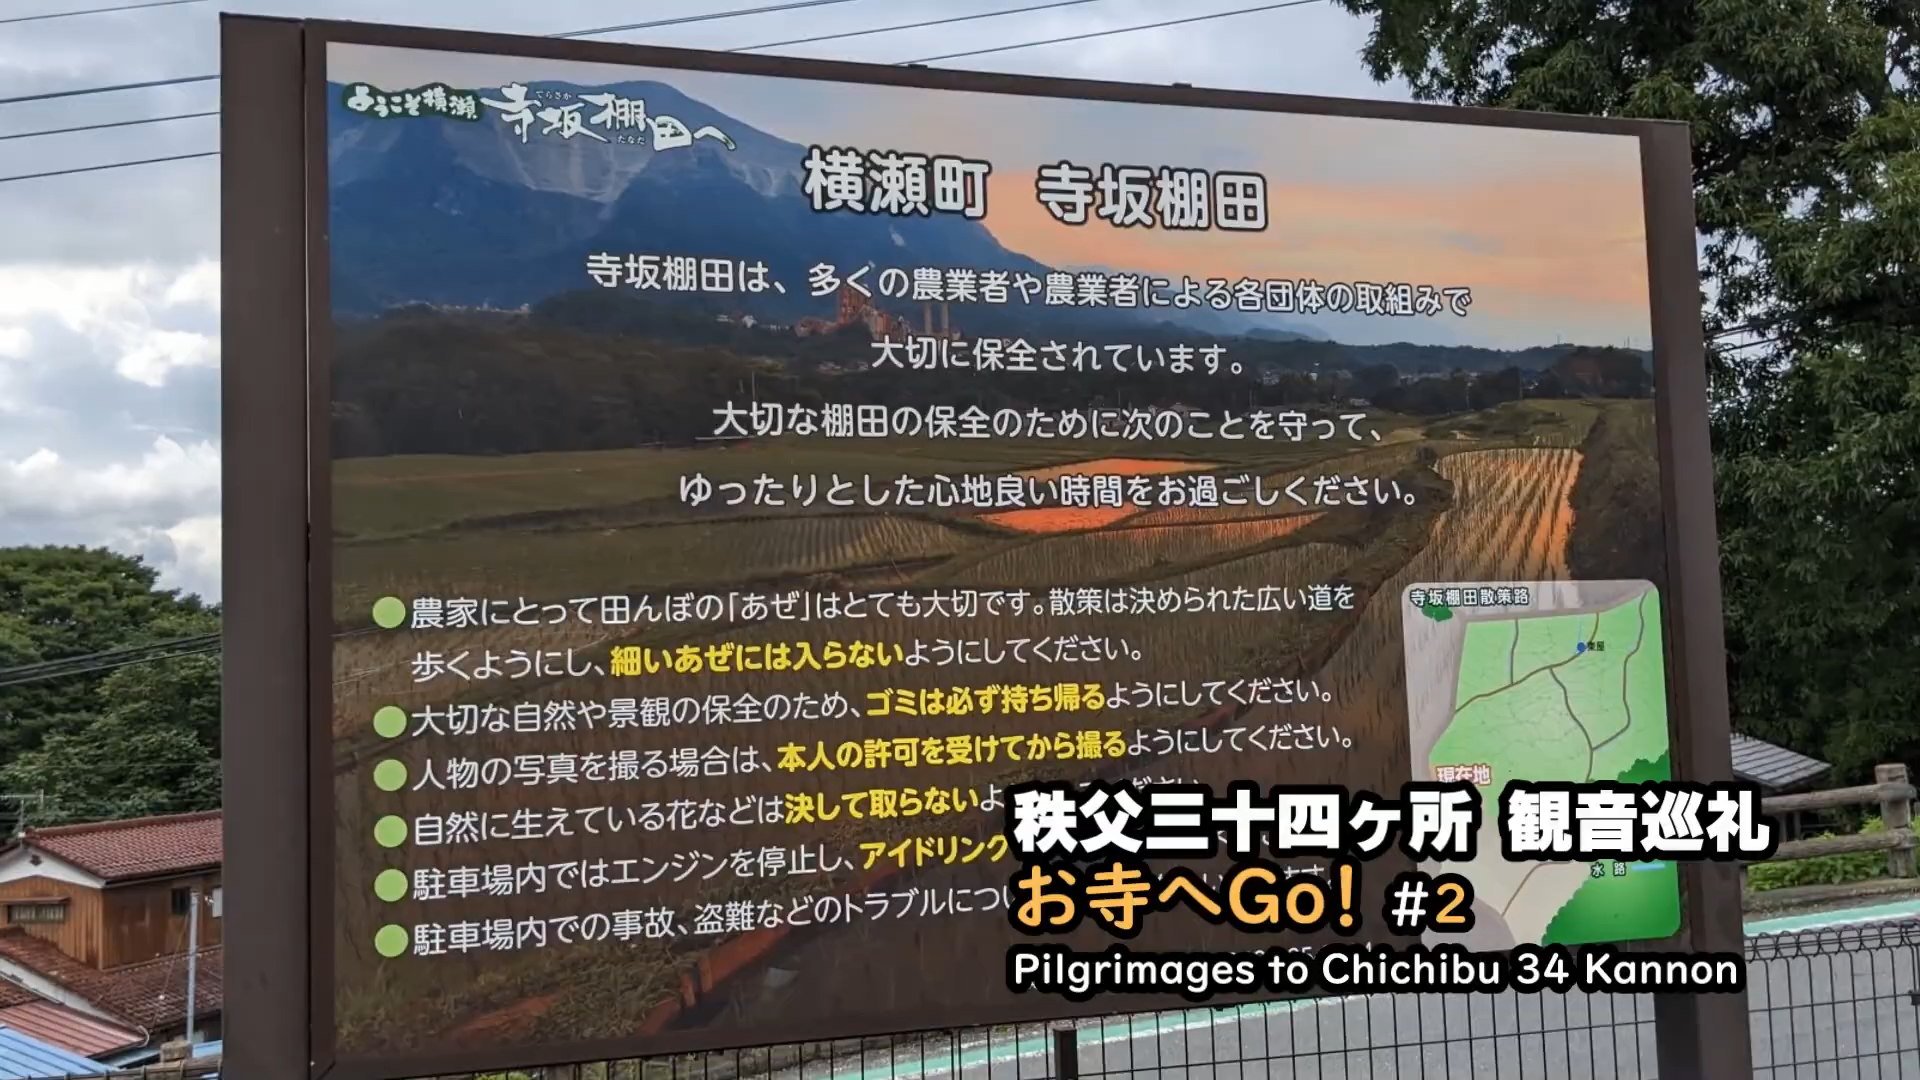 ようこそ横瀬 寺坂棚田へ
てらさか
たなだ
横瀬町 寺坂棚田
寺坂棚田は、多くの農業者や農業者による各団体の取組みで
大切に保全されています。
大切な棚田の保全のために次のことを守って、
ゆったりとした心地良い時間をお過ごしください。
●農家にとって田んぼの「あぜ」はとても大切です。散策は決められた広い道を
歩くようにし、細いあぜには入らないようにしてください。
●大切な自然や景観の保全のため、ゴミは必ず持ち帰るようにしてください。
●人物の写真を撮る場合は、本人の許可を受けてから撮るようにしてください。
●自然に生えている花などは決して取らないよ
●駐車場内ではエンジンを停止し、アイドリング
●駐車場内での事故、盗難などのトラブルについ
寺坂棚田散策路
東屋
現在地
水路
秩父三十四ヶ所 観音巡礼
お寺へGo! #2
Pilgrimages to Chichibu 34 Kannon